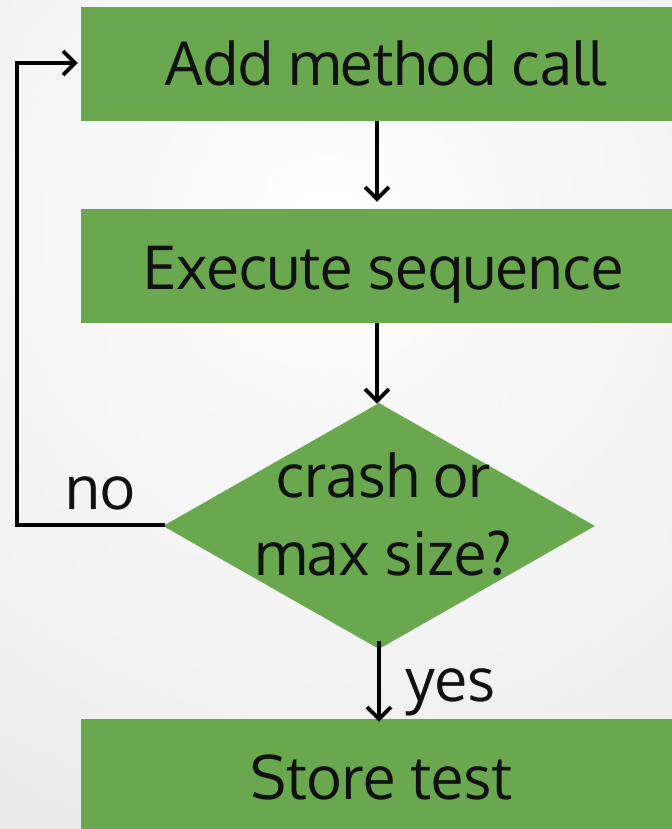 Add method call
Execute sequence
crash or
max size?
no
yes
Store test